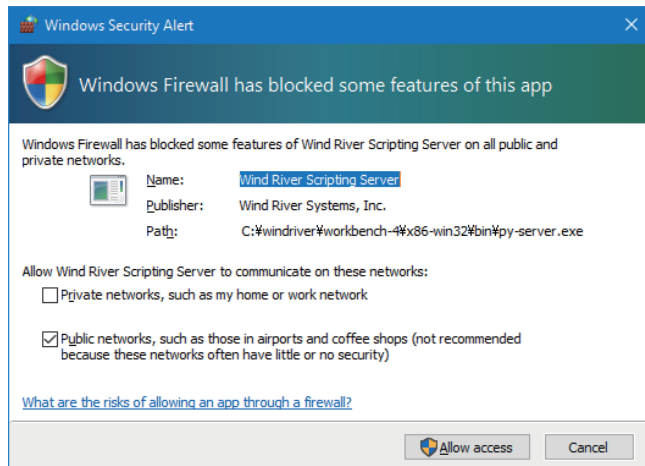 Windows Security Alert
Windows Firewall has blocked some features of this app
Windows Firewall has blocked some features of Wind River Scripting Server on all public and
private networks.
Name: Wind River Scripting Server
Publisher: Wind River Systems, Inc.
Path: C:¥windriver¥workbench-4¥x86-win32¥bin¥py-server.exe
Allow Wind River Scripting Server to communicate on these networks:
Private networks, such as my home or work network
Public networks, such as those in airports and coffee shops (not recommended
because these networks often have little or no security)
What are the risks of allowing an app through a firewall?
Allow access Cancel